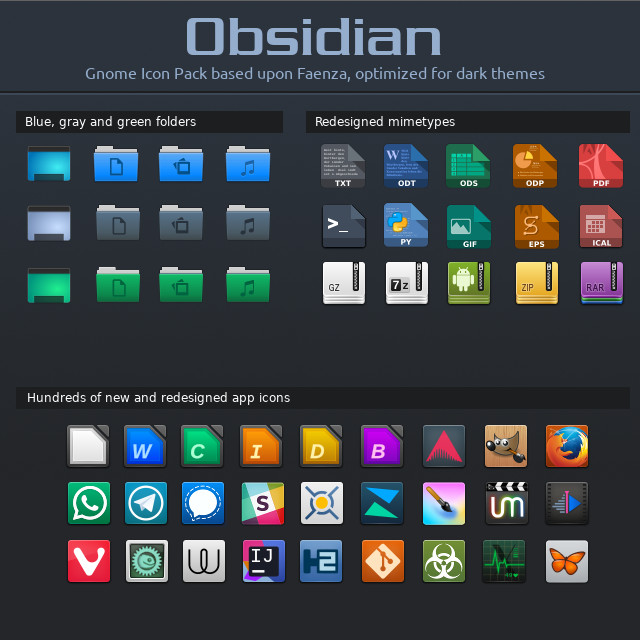 Obsidian
Gnome Icon Pack based upon Faenza, optimized for dark themes
Blue, gray and green folders
Redesigned mimetypes
TXT ODT ODS ODP PDF
>_ PY GIF EPS ICAL
GZ 7z ZIP RAR
Hundreds of new and redesigned app icons
W C I D B
S um
IJ H2